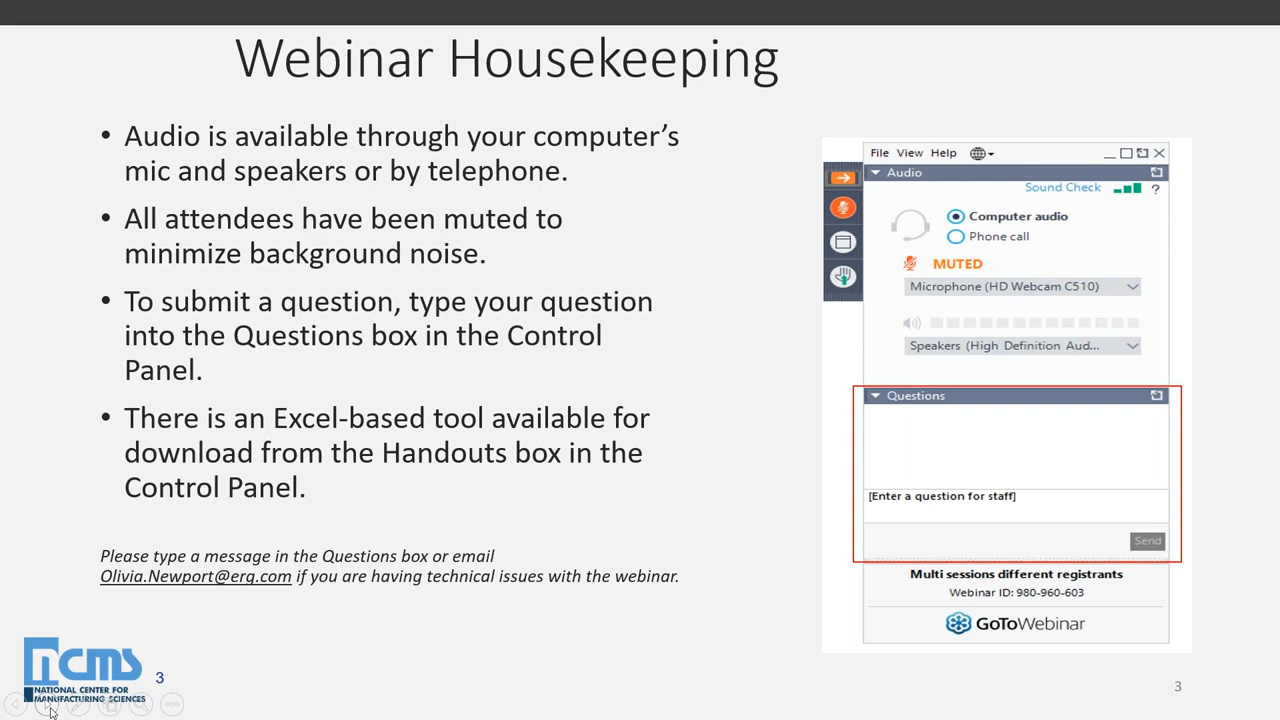 Webinar Housekeeping
• Audio is available through your computer’s
mic and speakers or by telephone.
• All attendees have been muted to
minimize background noise.
• To submit a question, type your question
into the Questions box in the Control
Panel.
• There is an Excel-based tool available for
download from the Handouts box in the
Control Panel.
Please type a message in the Questions box or email
Olivia.Newport@erg.com if you are having technical issues with the webinar.
File View Help
Audio
Sound Check ?
Computer audio
Phone call
MUTED
Microphone (HD Webcam C510)
Speakers (High Definition Aud...
Questions
[Enter a question for staff]
Send
Multi sessions different registrants
Webinar ID: 980-960-603
GoToWebinar
ncms
NATIONAL CENTER FOR
MANUFACTURING SCIENCES
3
3